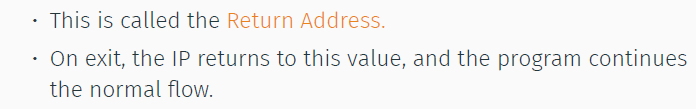 • This is called the Return Address.
• On exit, the IP returns to this value, and the program continues
the normal flow.